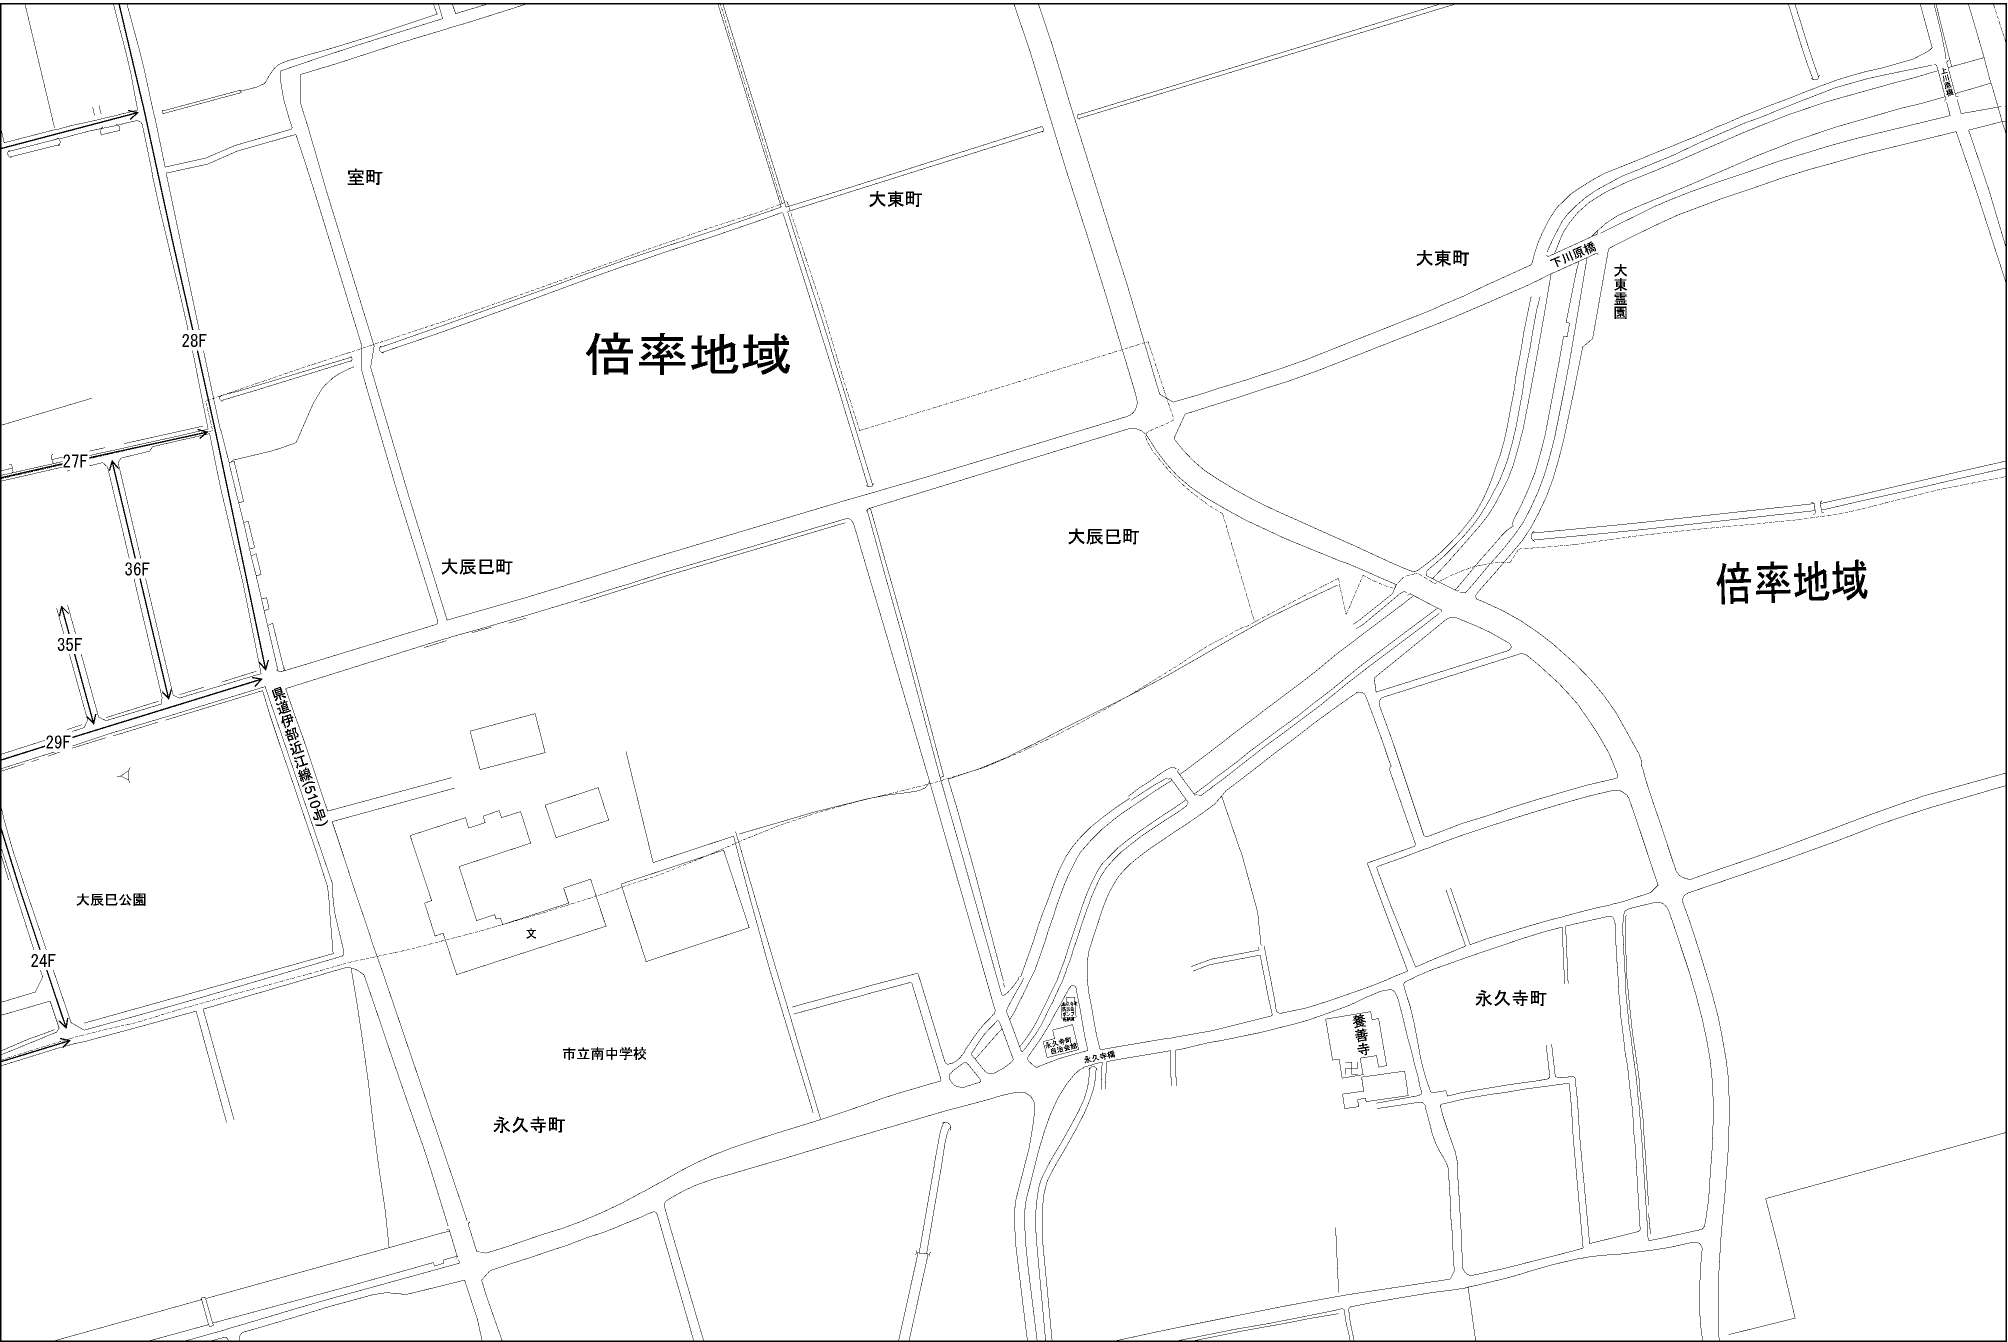 上川原橋
室町
大東町
大東町
下川原橋
大東霊園
28F
倍率地域
27F
大辰巳町
大辰巳町
36F
倍率地域
35F
県道伊部近江線(510号)
29F
大辰巳公園
文
24F
永久寺町
養善寺
永久寺町
自治会館
永久寺橋
市立南中学校
永久寺町